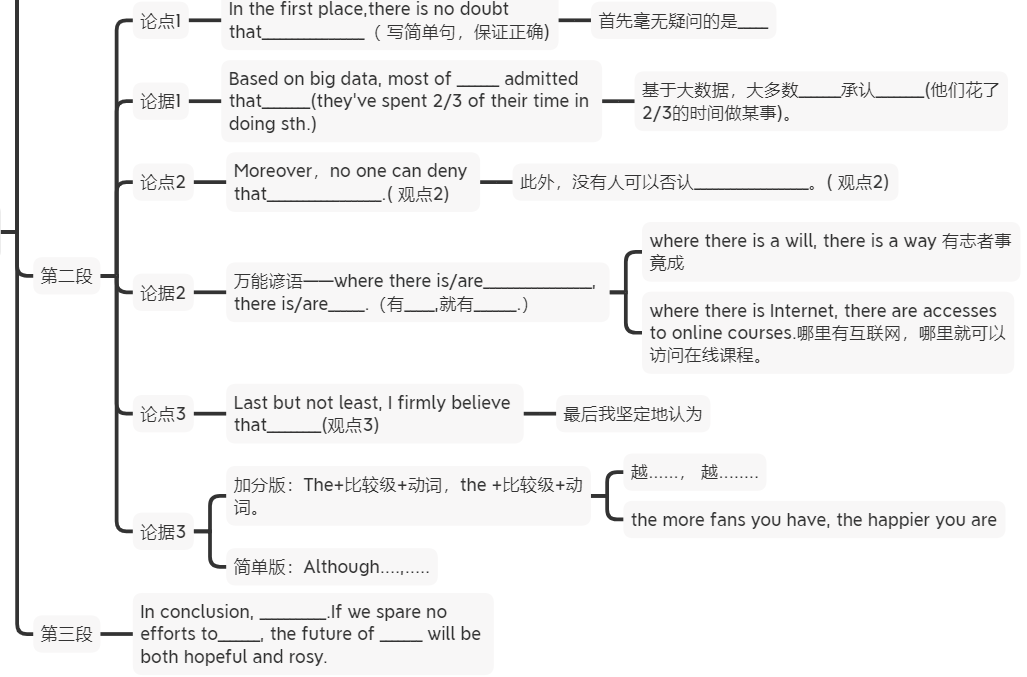 论点1
In the first place,there is no doubt
that____________（ 写简单句，保证正确)
首先毫无疑问的是____
论据1
Based on big data, most of _____ admitted
that______(they've spent 2/3 of their time in
doing sth.)
基于大数据，大多数_____承认______(他们花了
2/3的时间做某事)。
论点2
Moreover，no one can deny
that______________.( 观点2)
此外，没有人可以否认______________。( 观点2)
第二段
论据2
万能谚语——where there is/are_____________,
there is/are____.（有____,就有_____.）
where there is a will, there is a way 有志者事
竟成
where there is Internet, there are accesses
to online courses.哪里有互联网，哪里就可以
访问在线课程。
论点3
Last but not least, I firmly believe
that_______(观点3)
最后我坚定地认为
论据3
加分版：The+比较级+动词，the +比较级+动
词。
越......， 越........
the more fans you have, the happier you are
简单版：Although....,.....
第三段
In conclusion, ________.If we spare no
efforts to_____, the future of _____ will be
both hopeful and rosy.